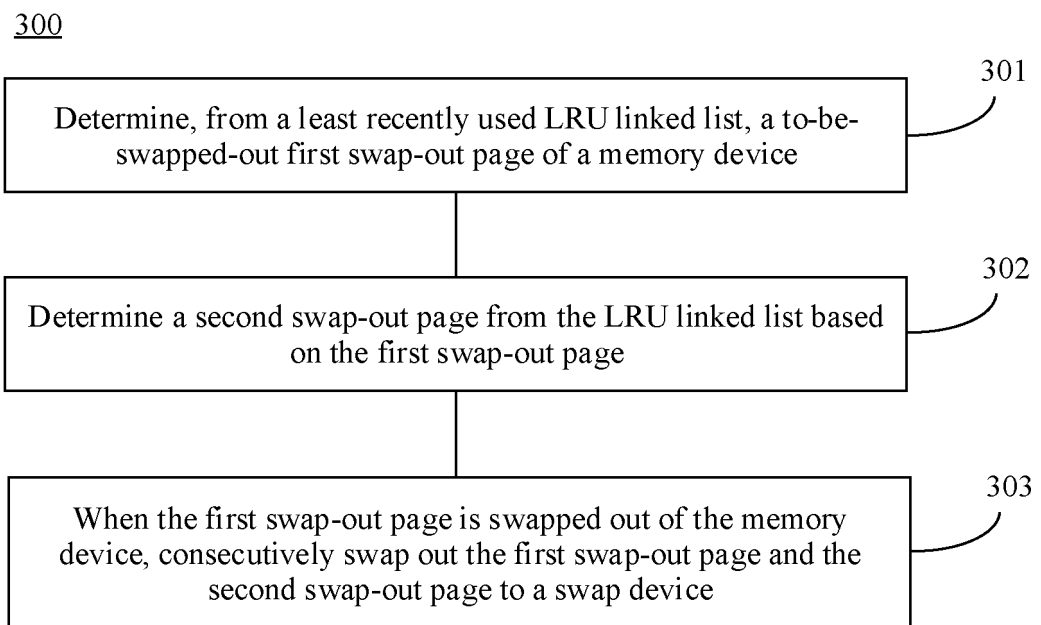 300
301
Determine, from a least recently used LRU linked list, a to-be-
swapped-out first swap-out page of a memory device
302
Determine a second swap-out page from the LRU linked list based
on the first swap-out page
303
When the first swap-out page is swapped out of the memory
device, consecutively swap out the first swap-out page and the
second swap-out page to a swap device